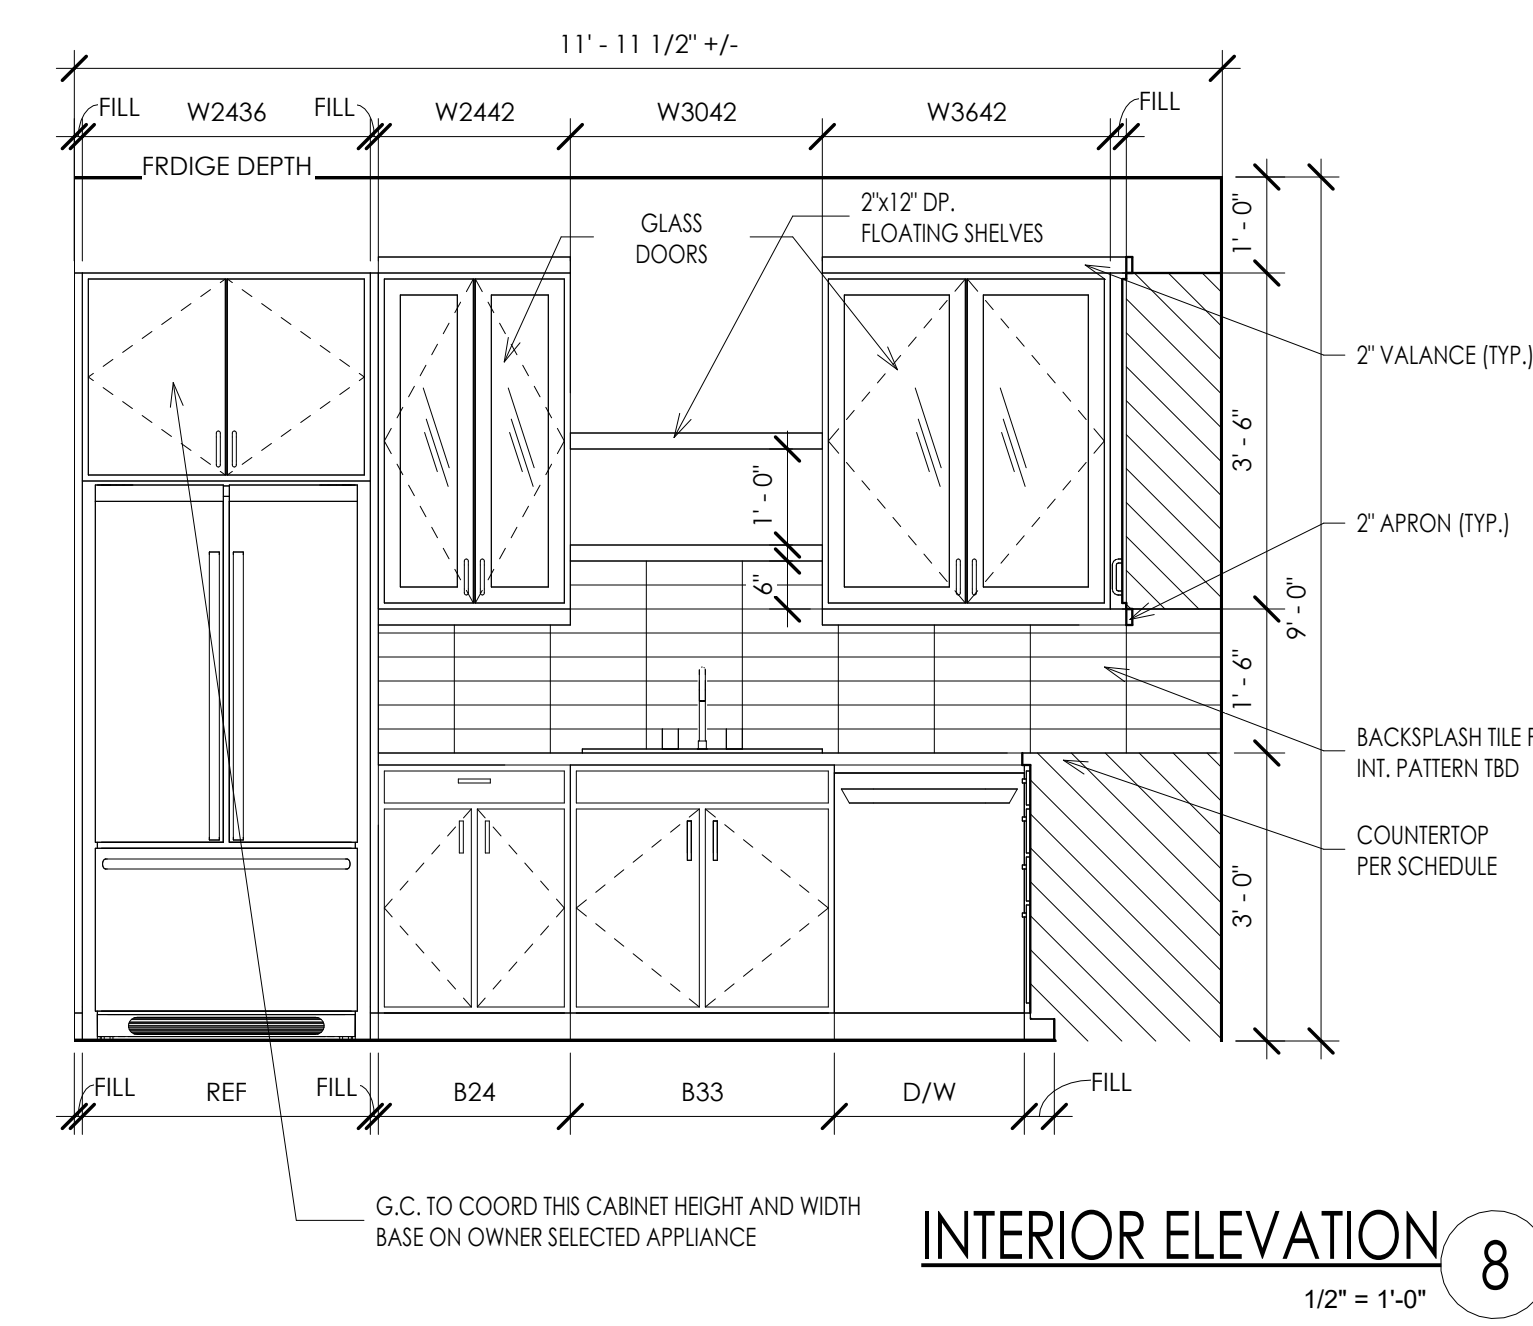 11' - 11 1/2" +/-
FILL
W2436
FILL
W2442
W3042
W3642
FILL
FRDIGE DEPTH
GLASS
DOORS
2"x12" DP.
FLOATING SHELVES
1' - 0"
2" VALANCE (TYP.)
3' - 6"
1' - 0"
2" APRON (TYP.)
6"
9' - 0"
1' - 6"
BACKSPLASH TILE
INT. PATTERN TBD
COUNTERTOP
PER SCHEDULE
3' - 0"
FILL
REF
FILL
B24
B33
D/W
FILL
G.C. TO COORD THIS CABINET HEIGHT AND WIDTH
BASE ON OWNER SELECTED APPLIANCE
INTERIOR ELEVATION
8
1/2" = 1'-0"